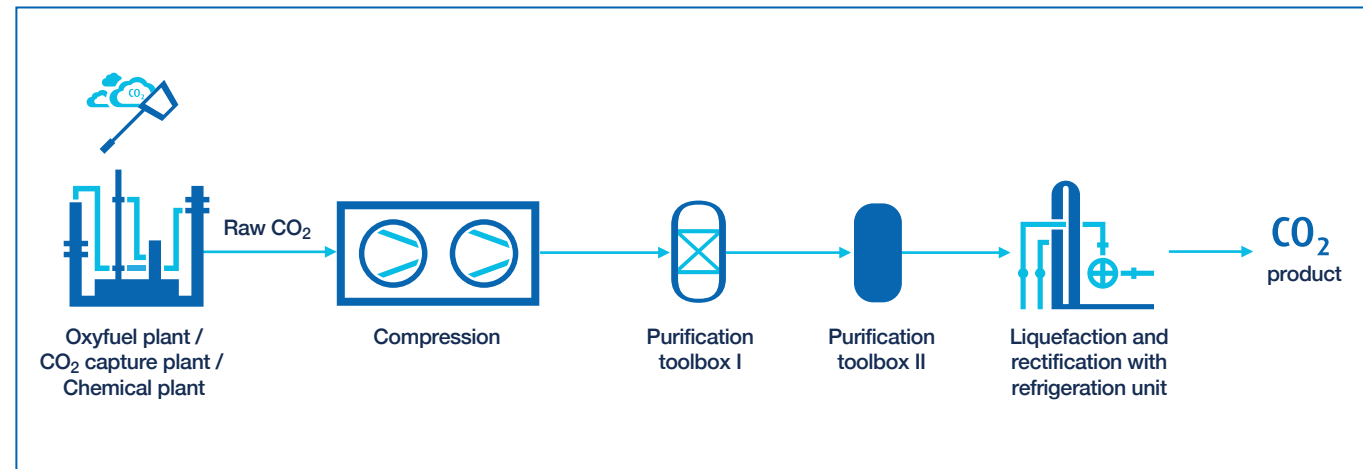 CO₂
Raw CO₂
Oxyfuel plant /
CO₂ capture plant /
Chemical plant
Compression
Purification
toolbox I
Purification
toolbox II
Liquefaction and
rectification with
refrigeration unit
CO₂
product